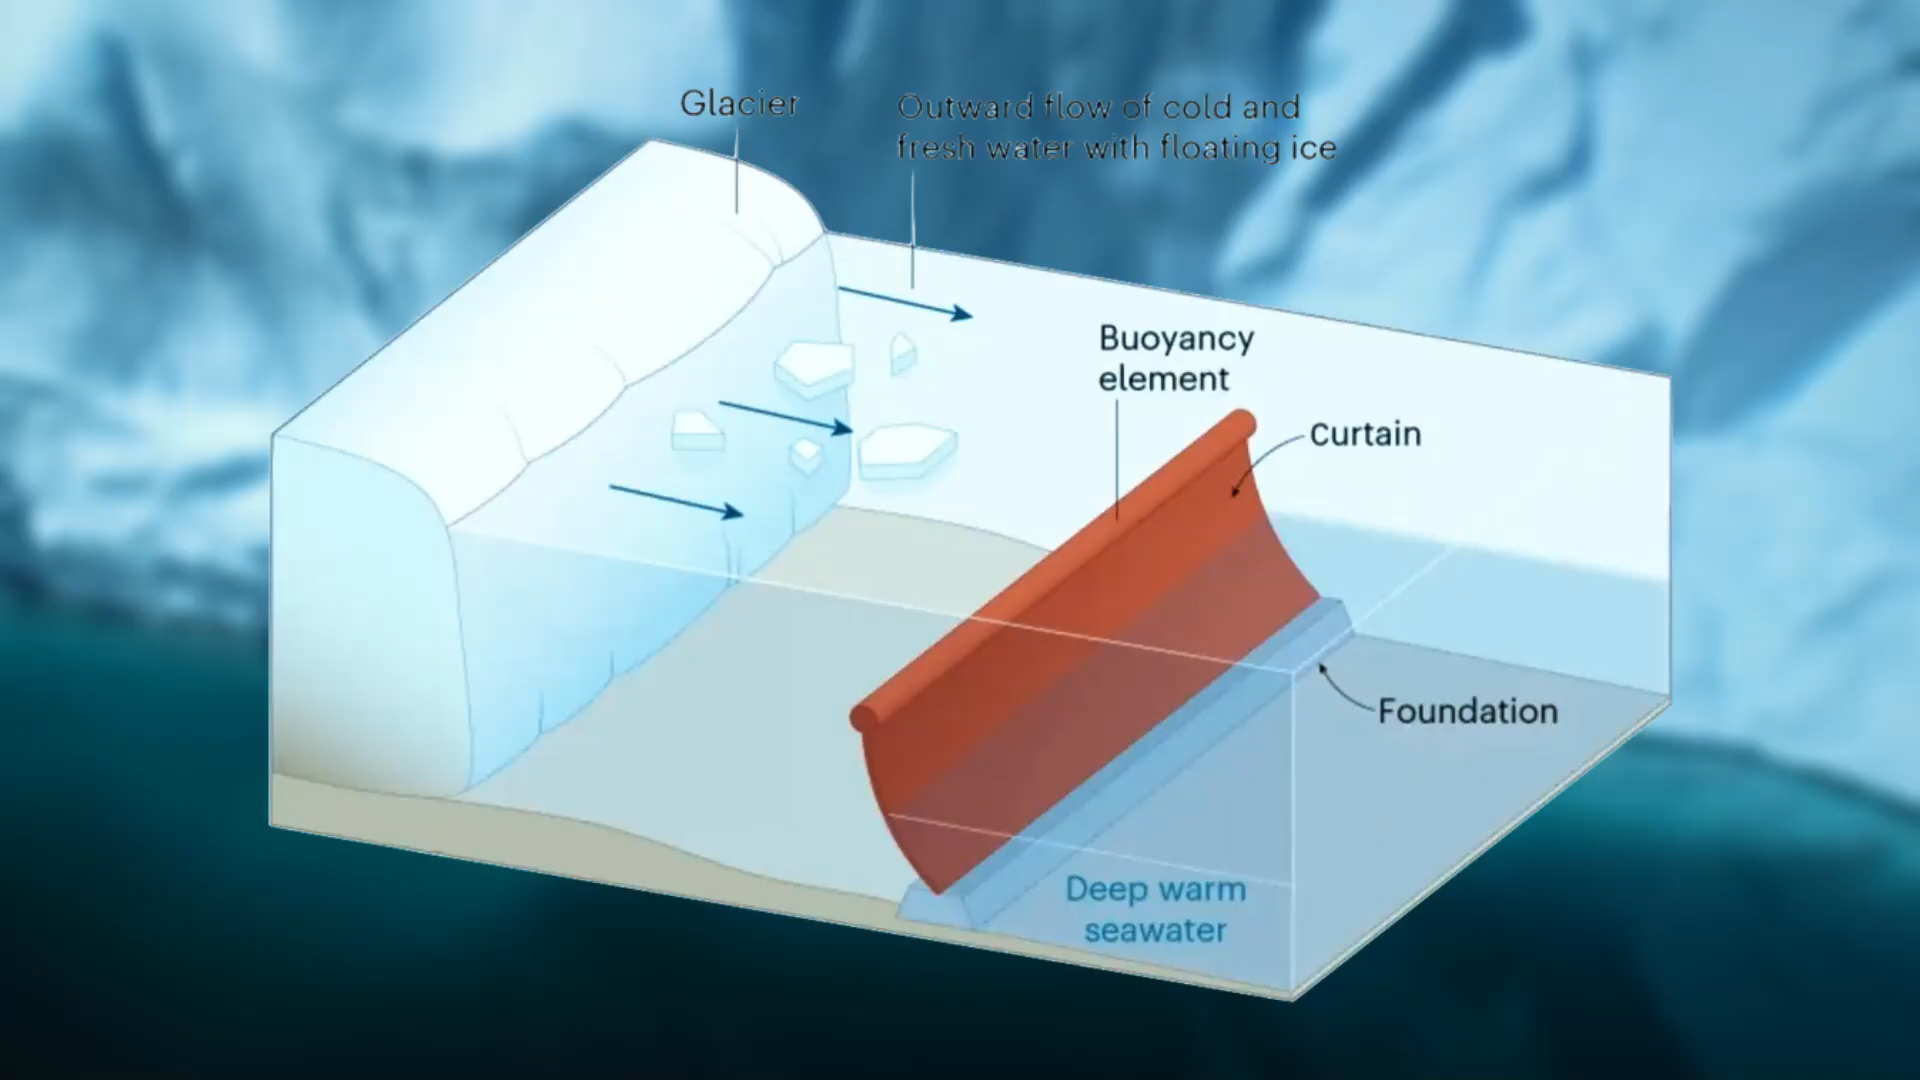 Glacier
Outward flow of cold and
fresh water with floating ice
Buoyancy
element
Curtain
Foundation
Deep warm
seawater